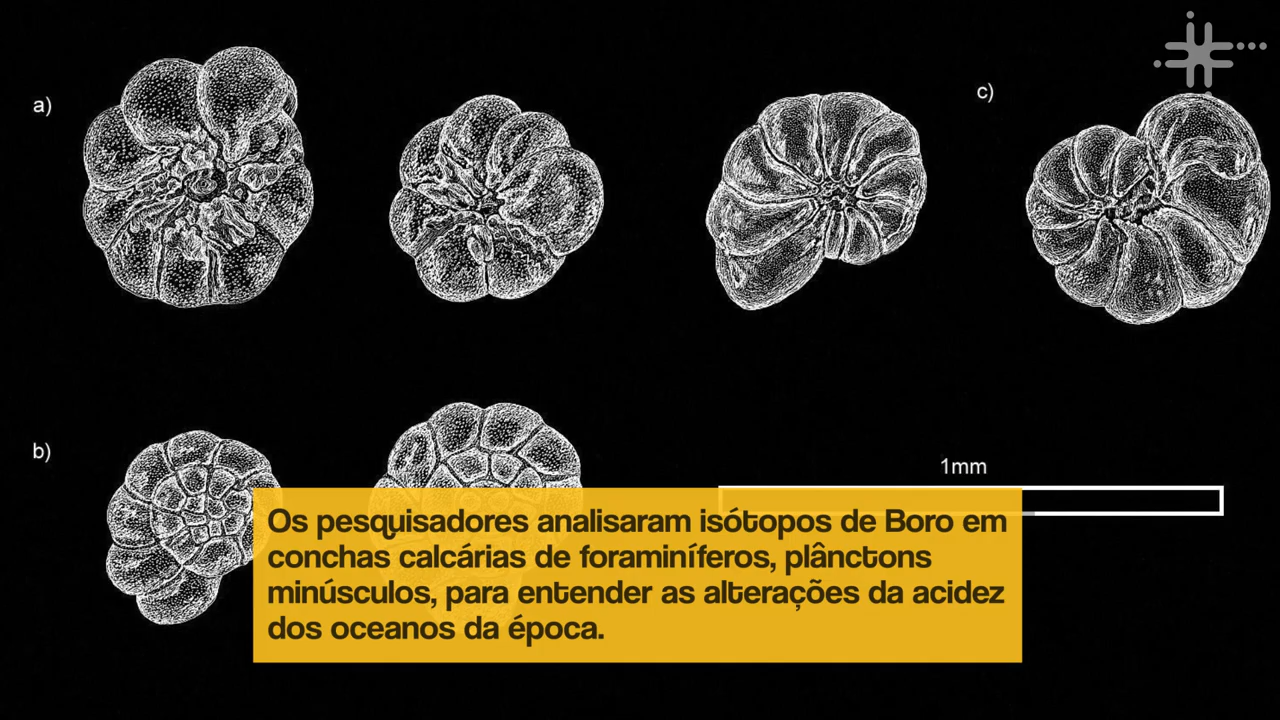 a)
c)
b)
1mm
Os pesquisadores analisaram isótopos de Boro em
conchas calcárias de foraminíferos, plânctons
minúsculos, para entender as alterações da acidez
dos oceanos da época.